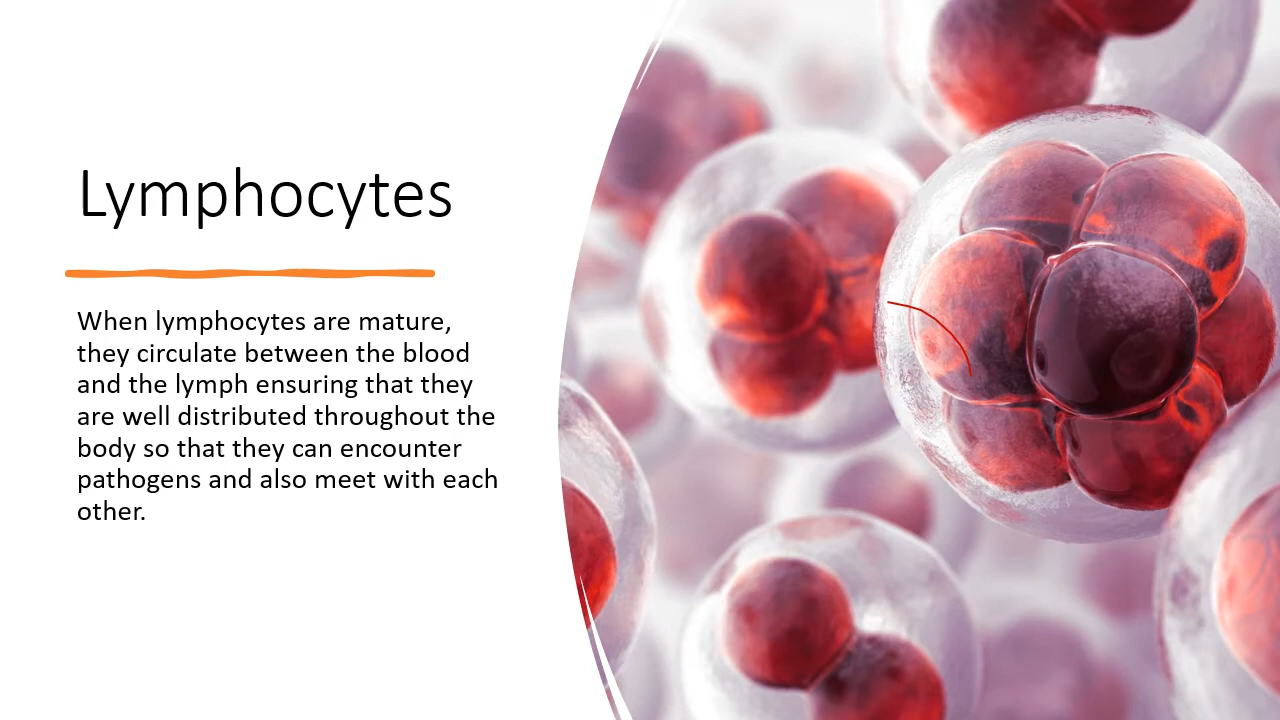 Lymphocytes
When lymphocytes are mature,
they circulate between the blood
and the lymph ensuring that they
are well distributed throughout the
body so that they can encounter
pathogens and also meet with each
other.